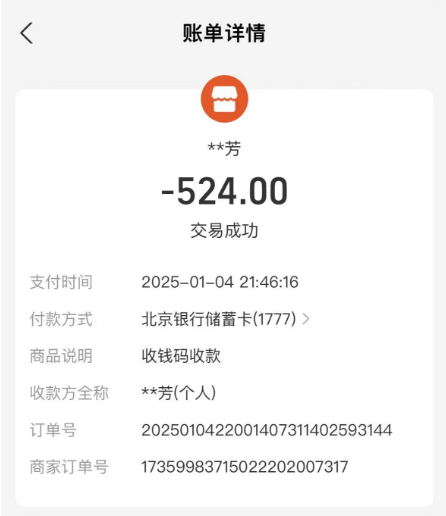 账单详情
**芳
-524.00
交易成功
支付时间 2025-01-04 21:46:16
付款方式 北京银行储蓄卡(1777) >
商品说明 收钱码收款
收款方全称 **芳(个人)
订单号 2025010422001407311402593144
商家订单号 17359983715022202007317